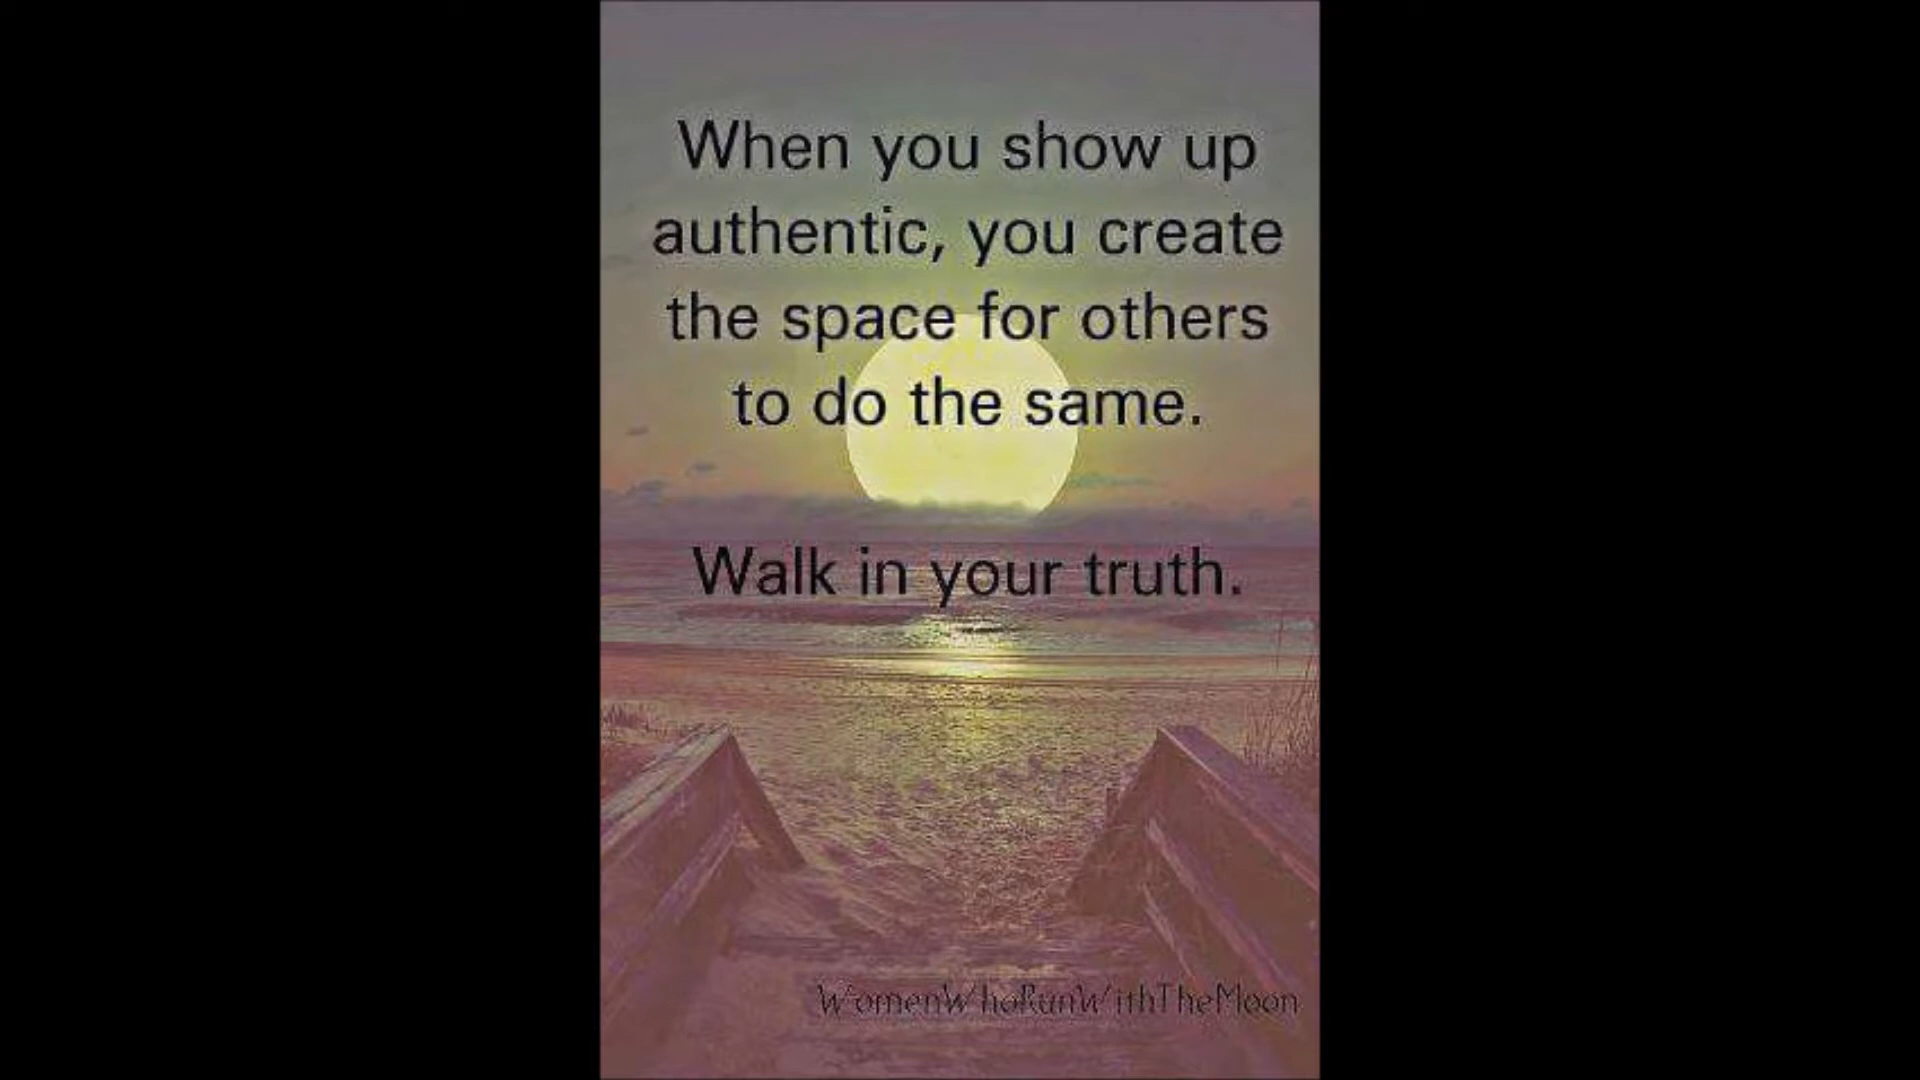 When you show up
authentic, you create
the space for others
to do the same.
Walk in your truth.
WomenWhoRunWithTheMoon